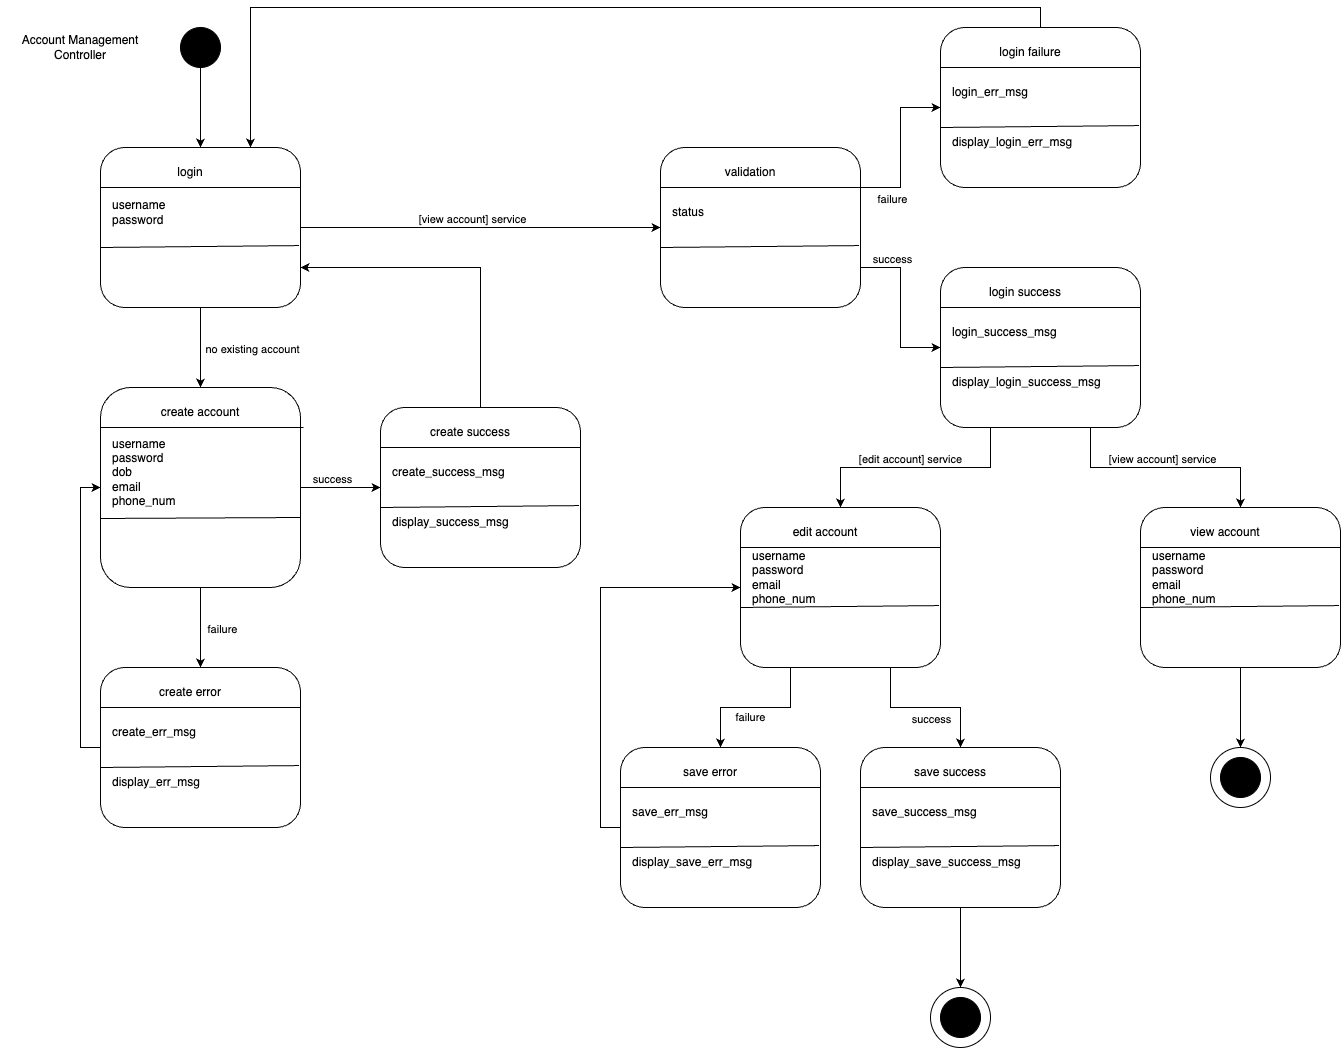 Account Management
Controller
login failure
login_err_msg
display_login_err_msg
login
username
password
[view account] service
validation
status
failure
success
login success
login_success_msg
display_login_success_msg
no existing account
create account
username
password
dob
email
phone_num
success
create success
create_success_msg
display_success_msg
[edit account] service
[view account] service
edit account
username
password
email
phone_num
view account
username
password
email
phone_num
failure
create error
create_err_msg
display_err_msg
failure
success
save error
save_err_msg
display_save_err_msg
save success
save_success_msg
display_save_success_msg